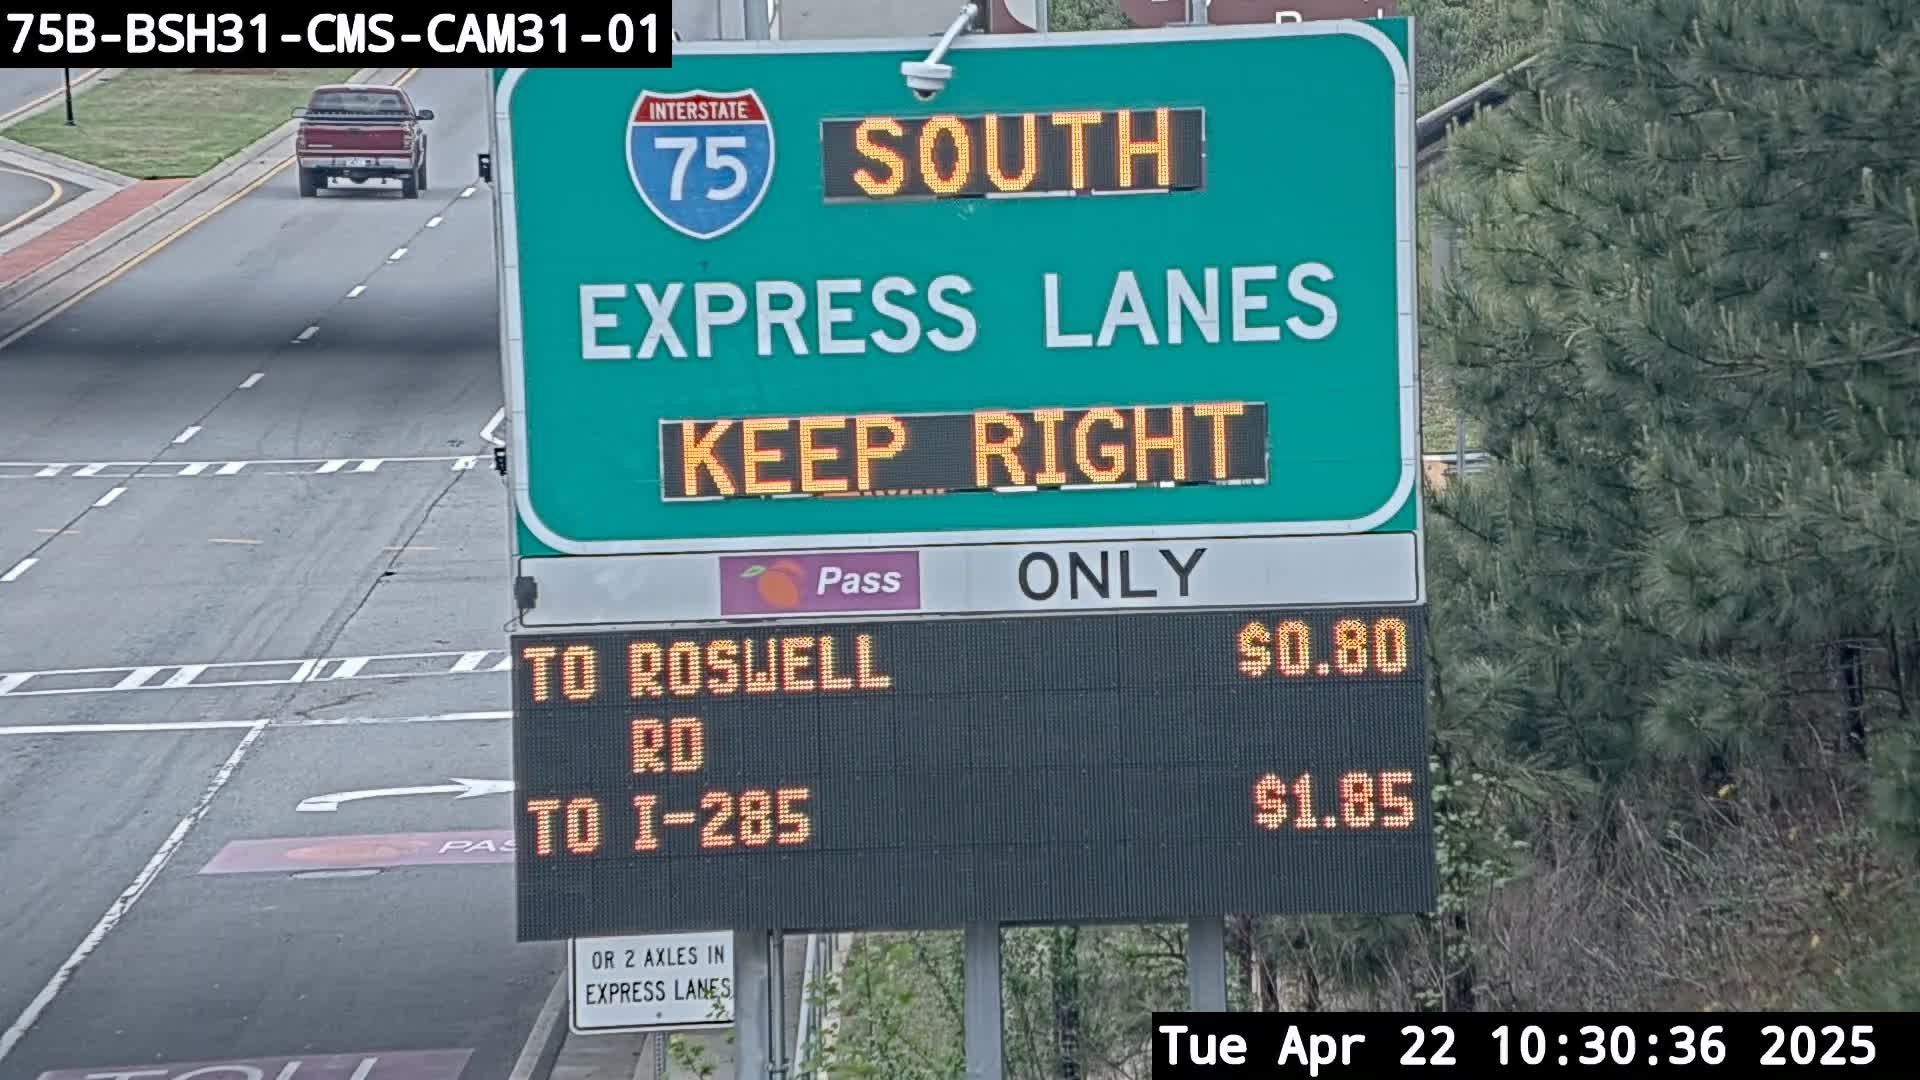 75B-BSH31-CMS-CAM31-01
INTERSTATE
75
SOUTH
EXPRESS LANES
KEEP RIGHT
Pass ONLY
TO ROSWELL $0.80
RD
TO I-285 $1.85
OR 2 AXLES IN
EXPRESS LANES
Tue Apr 22 10:30:36 2025